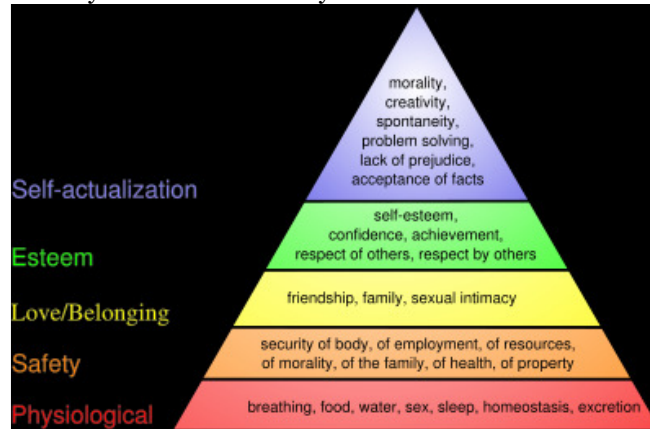 morality,
creativity,
spontaneity,
problem solving,
lack of prejudice,
acceptance of facts
Self-actualization
self-esteem,
confidence, achievement,
respect of others, respect by others
Esteem
friendship, family, sexual intimacy
Love/Belonging
security of body, of employment, of resources,
of morality, of the family, of health, of property
Safety
breathing, food, water, sex, sleep, homeostasis, excretion
Physiological